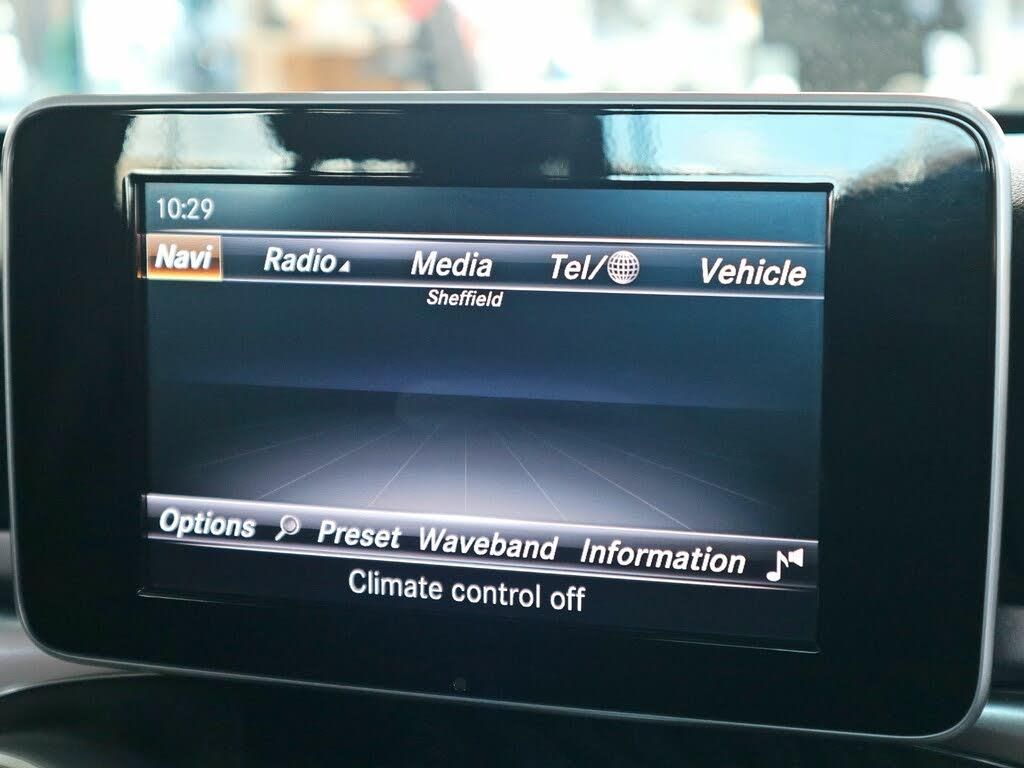 10:29
Navi Radio Media Tel/ Vehicle
Sheffield
Options Preset Waveband Information
Climate control off